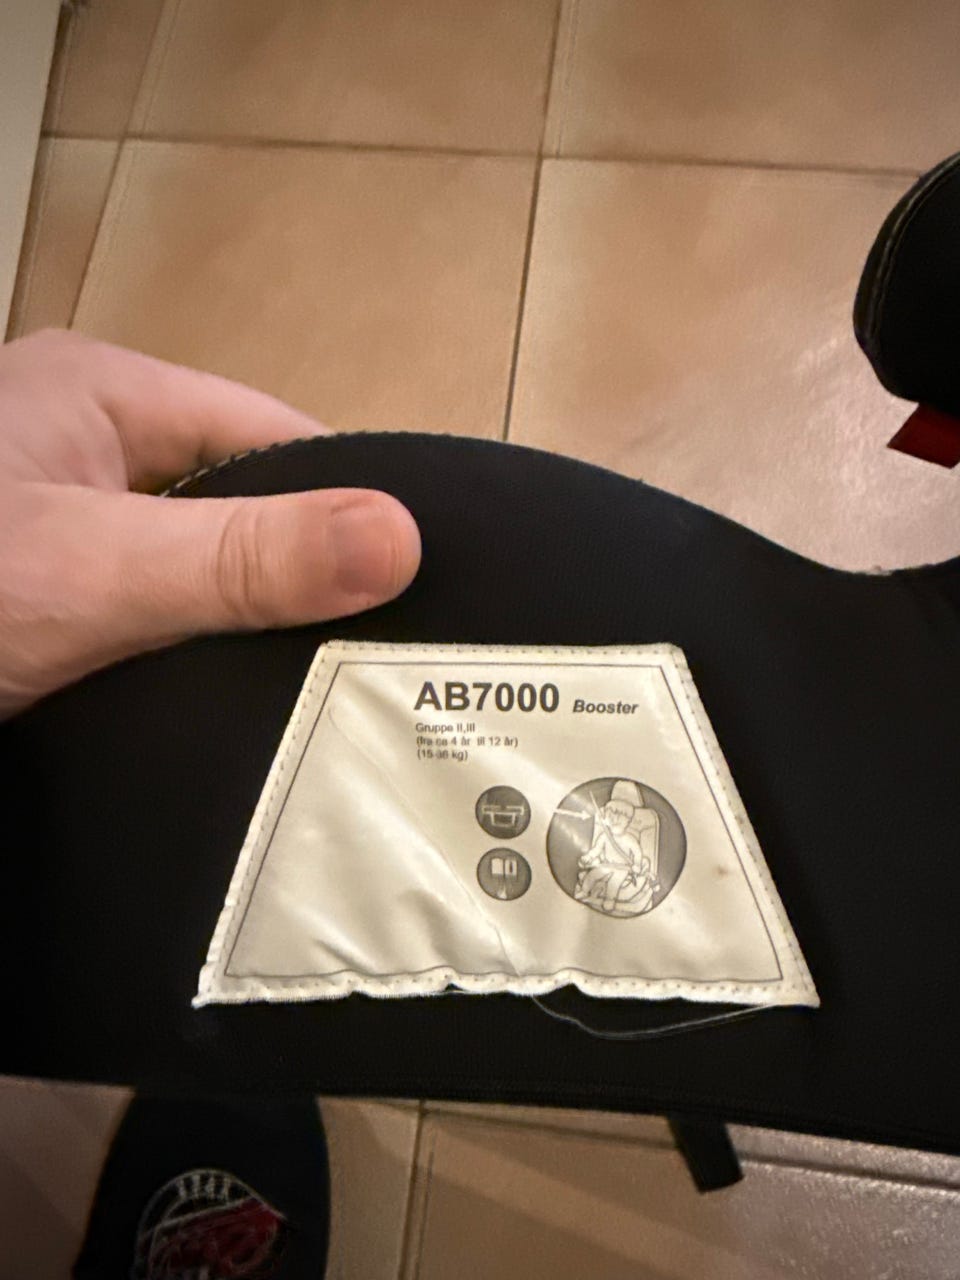 AB7000 Booster
Gruppe II,III
(fra ca 4 år til 12 år)
(15-36 kg)